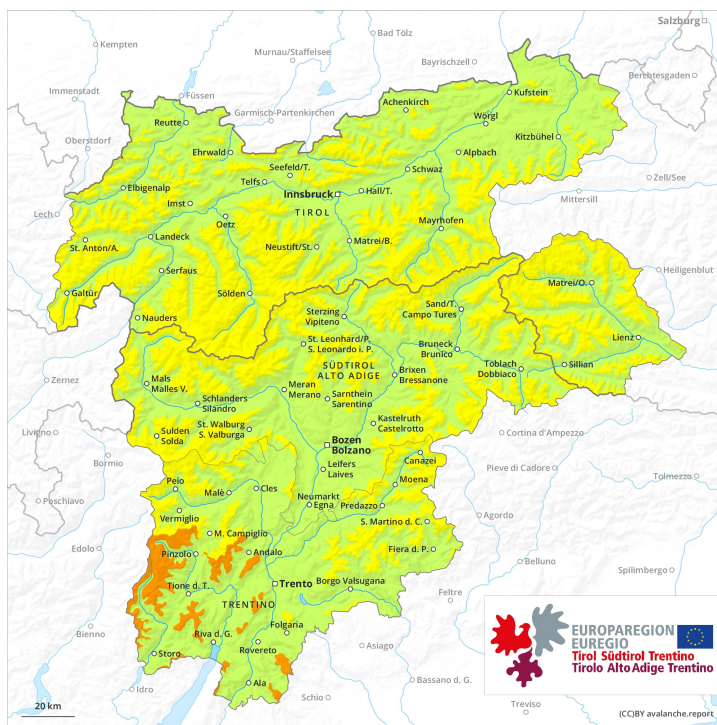 Salzburg
Kempten
Bad Tölz
Murnau/Staffelsee
Bayrischzell
Berchtesgaden
Immenstadt
Füssen
Kufstein
Achenkirch
Garmisch-Partenkirchen
Wörgl
Reutte
Oberstdorf
Kitzbühel
Ehrwald
Alpbach
Seefeld/T.
Schwaz
Telfs
Zell/See
Elbigenalp
Innsbruck
Hall/T.
Mittersill
Imst
TIROL
Lech
Oetz
Mayrhofen
Landeck
Neustift/St.
Matrei/B.
St. Anton/A.
Serfaus
Heiligenblut
Galtür
Sölden
Matrei/O.
Sand/T.
Campo Tures
Nauders
Sterzing
Vipiteno
Lienz
St. Leonhard/P.
S. Leonardo i. P.
Bruneck
Brunico
Toblach
Dobbiaco
Sillian
SÜDTIROL
ALTO ADIGE
Brixen
Bressanone
Zernez
Mals
Malles V.
Meran
Merano
Schlanders
Silandro
Sarnthein
Sarentino
Kastelruth
Castelrotto
Livigno
St. Walburg
S. Valburga
Sulden
Solda
Cortina d'Ampezzo
Bozen
Bolzano
Bormio
Canazei
Pieve di Cadore
Leifers
Laives
Tolmezzo
Poschiavo
Peio
Malè
Cles
Moena
Neumarkt
Egna
Predazzo
Vermiglio
Agordo
S. Martino d. C.
M. Campiglio
Edolo
Pinzolo
Andalo
Fiera d. P.
Belluno
Spilimbergo
Tione d. T.
Trento
Borgo Valsugana
Feltre
TRENTINO
Bienno
Folgaria
Riva d. G.
Rovereto
Asiago
Storo
Bassano d. G.
Ala
Idro
Schio
Treviso
EUROPAREGION
EUREGIO
Tirol Südtirol Trentino
Tirolo Alto Adige Trentino
20 km
(CC)BY avalanche.report